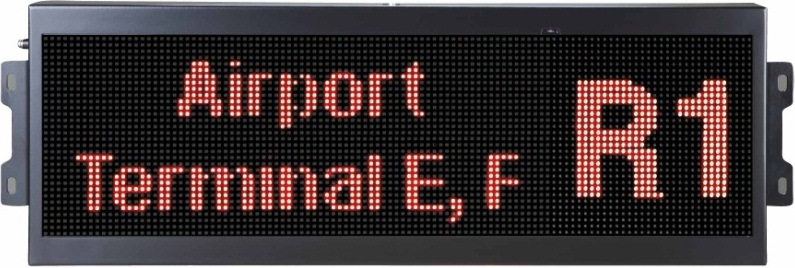 Airport
Terminal E, F
R1